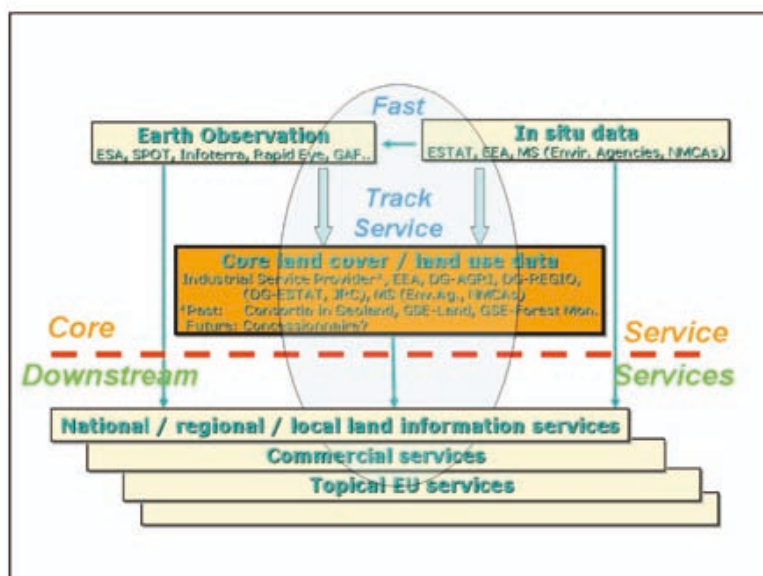 Fast
Earth Observation
ESA, SPOT, Infoterra, Rapid Eye, GAF..
In situ data
ESTAT, EEA, MS (Envir. Agencies, NMCAs)
Track
Service
Core land cover / land use data
Industrial Service Provider*, EEA, DG-AGRI, DG-REGIO,
(DG-ESTAT, JRC), MS (Env.Ag., NMCAs)
*Past: Consortia in Geoland, GSE-Land, GSE-Forest Mon.
Future: Concessionnaire?
Core Service
Downstream Services
National / regional / local land information services
Commercial services
Topical EU services